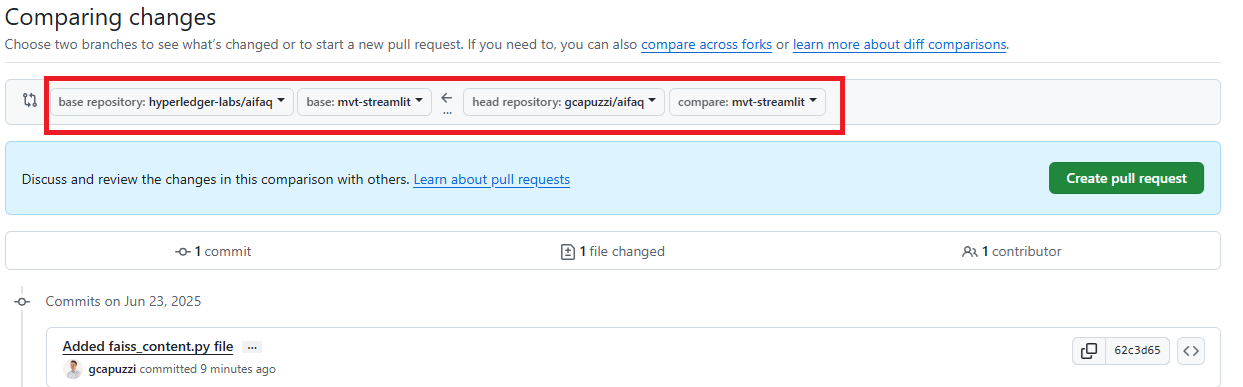 Comparing changes
Choose two branches to see what's changed or to start a new pull request. If you need to, you can also compare across forks or learn more about diff comparisons.
base repository: hyperledger-labs/aifaq base: mvt-streamlit ... head repository: gcapuzzi/aifaq compare: mvt-streamlit
Discuss and review the changes in this comparison with others. Learn about pull requests
Create pull request
1 commit 1 file changed 1 contributor
Commits on Jun 23, 2025
Added faiss_content.py file ...
62c3d65
gcapuzzi committed 9 minutes ago